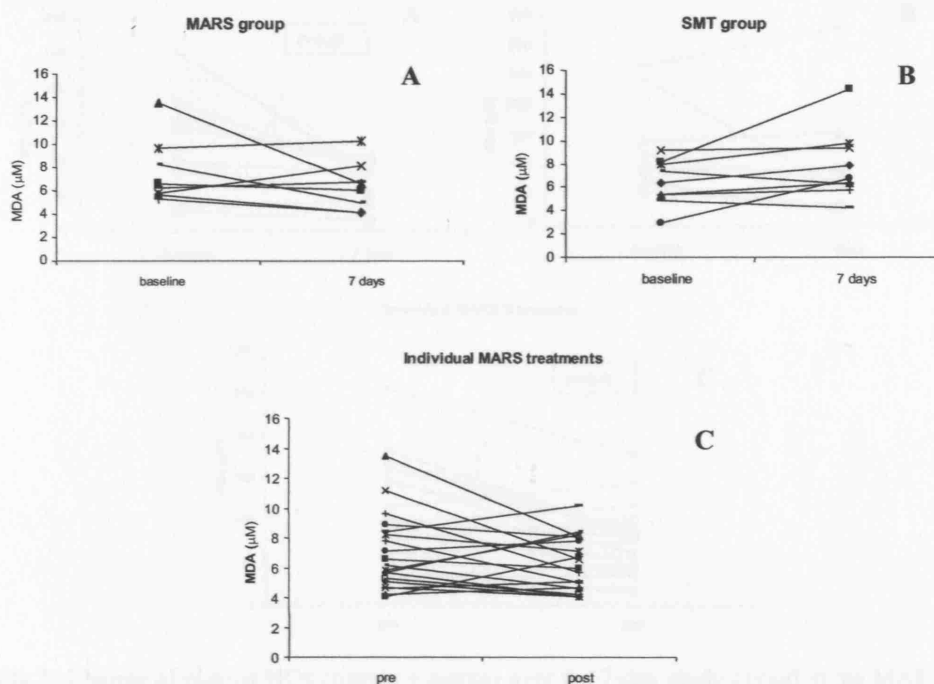 MARS group
A
MDA (µM)
16
14
12
10
8
6
4
2
0
baseline 7 days
SMT group
B
MDA (µM)
16
14
12
10
8
6
4
2
0
baseline 7 days
Individual MARS treatments
C
MDA (µM)
16
14
12
10
8
6
4
2
0
pre post